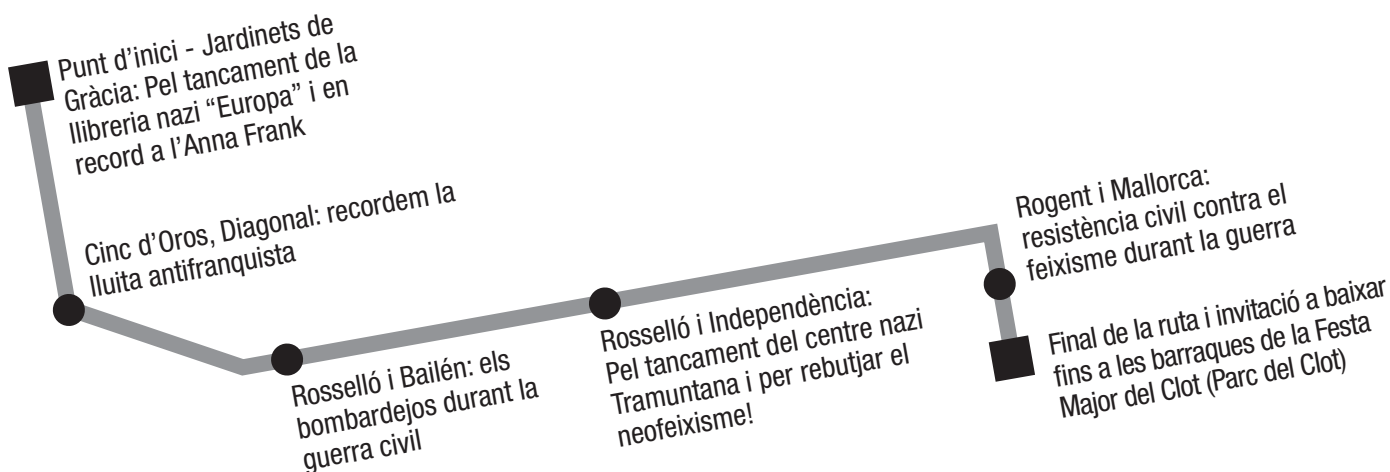 Punt d’inici - Jardinets de
Gràcia: Pel tancament de la
llibreria nazi “Europa” i en
record a l’Anna Frank
Cinc d’Oros, Diagonal: recordem la
lluita antifranquista
Rosselló i Bailén: els
bombardejos durant la
guerra civil
Rosselló i Independència:
Pel tancament del centre nazi
Tramuntana i per rebutjar el
neofeixisme!
Rogent i Mallorca:
resistència civil contra el
feixisme durant la guerra
Final de la ruta i invitació a baixar
fins a les barraques de la Festa
Major del Clot (Parc del Clot)